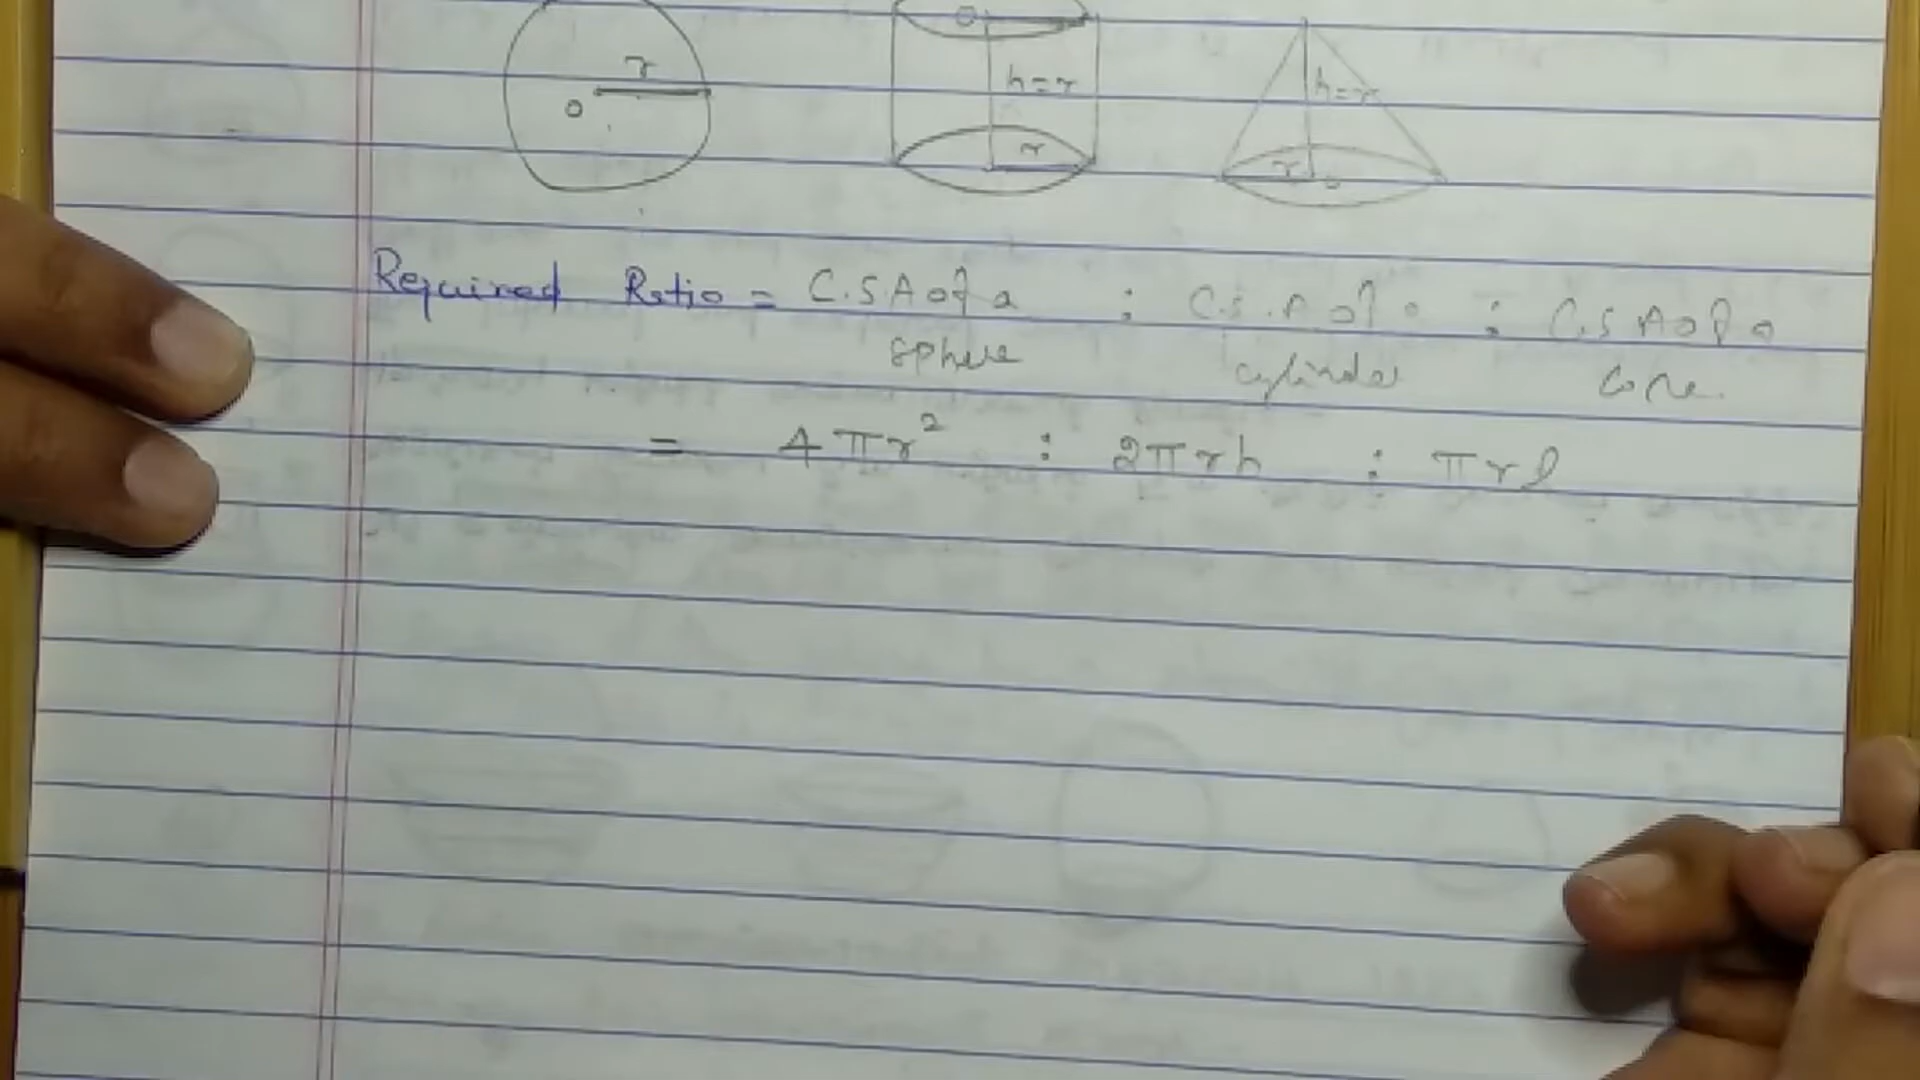 r
O
O
h=r
r
h=r
r
O
Required Ratio = C.S.A of a : C.S.A of a : C.S A of a
sphere cylinder cone.
= 4πr² : 2πrh : πrl